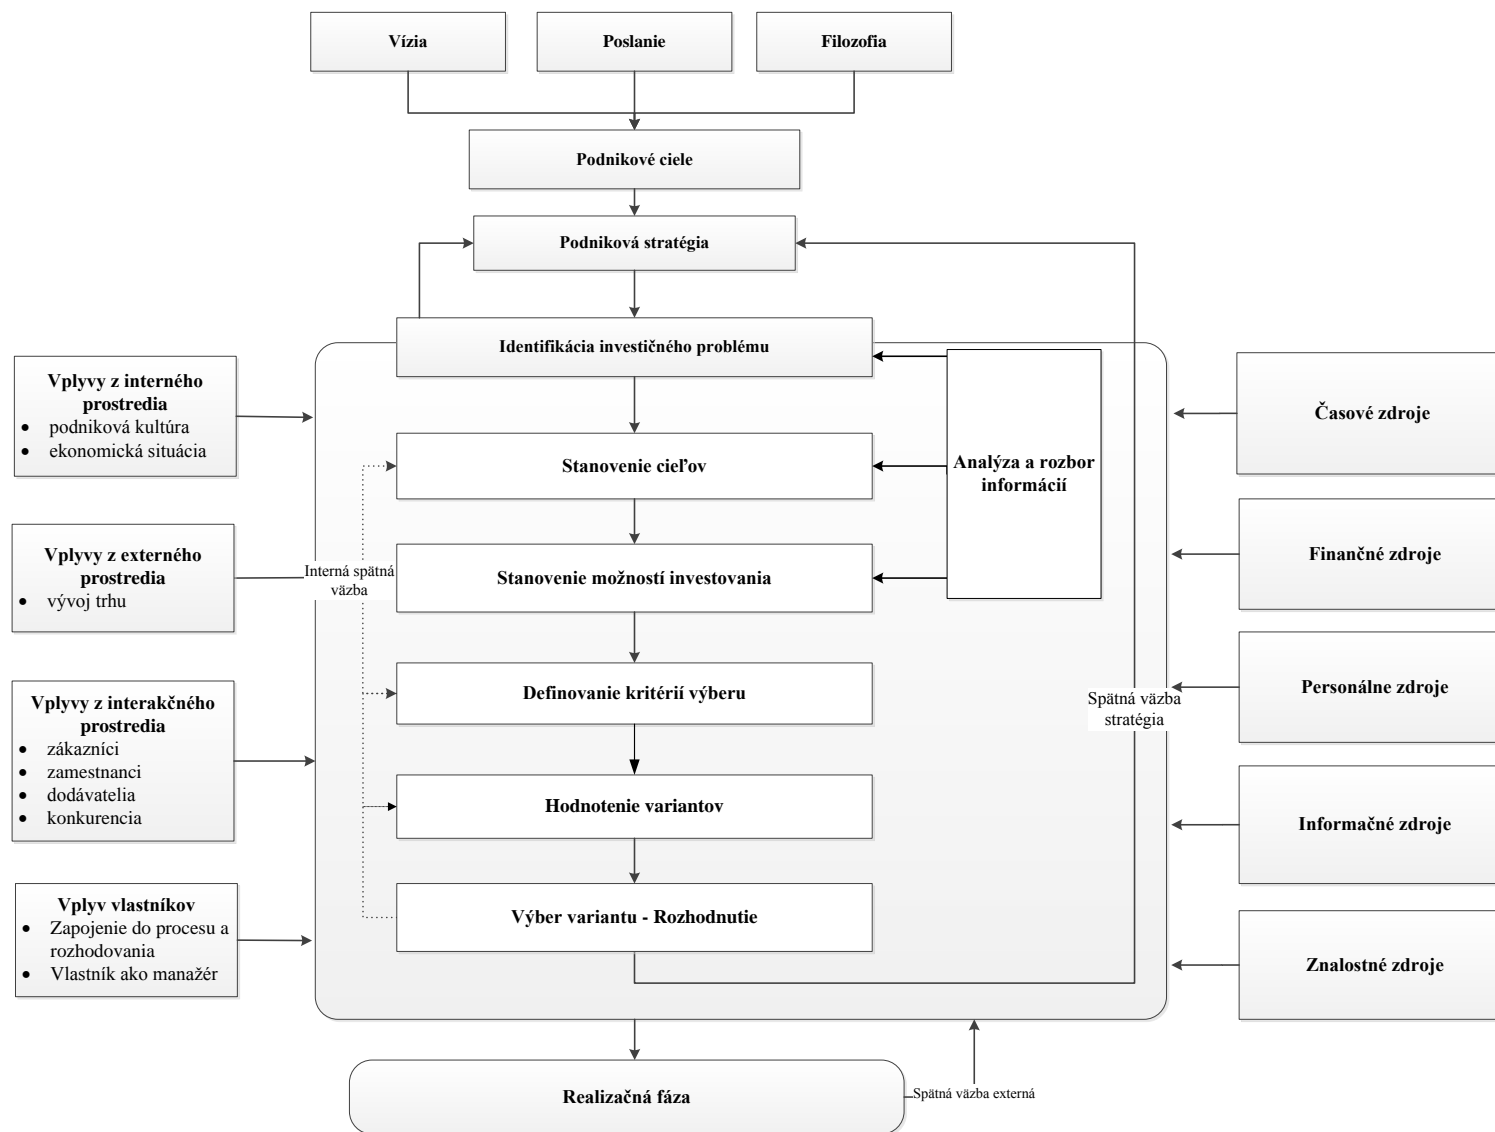 Vízia
Poslanie
Filozofia
Podnikové ciele
Podniková stratégia
Identifikácia investičného problému
Vplyvy z interného
prostredia
• podniková kultúra
• ekonomická situácia
Časové zdroje
Stanovenie cieľov
Analýza a rozbor
informácií
Vplyvy z externého
prostredia
• vývoj trhu
Interná spätná
väzba
Stanovenie možností investovania
Finančné zdroje
Vplyvy z interakčného
prostredia
• zákazníci
• zamestnanci
• dodávatelia
• konkurencia
Definovanie kritérií výberu
Spätná väzba
stratégia
Personálne zdroje
Hodnotenie variantov
Informačné zdroje
Vplyv vlastníkov
• Zapojenie do procesu a
rozhodovania
• Vlastník ako manažér
Výber variantu - Rozhodnutie
Znalostné zdroje
Realizačná fáza
Spätná väzba externá